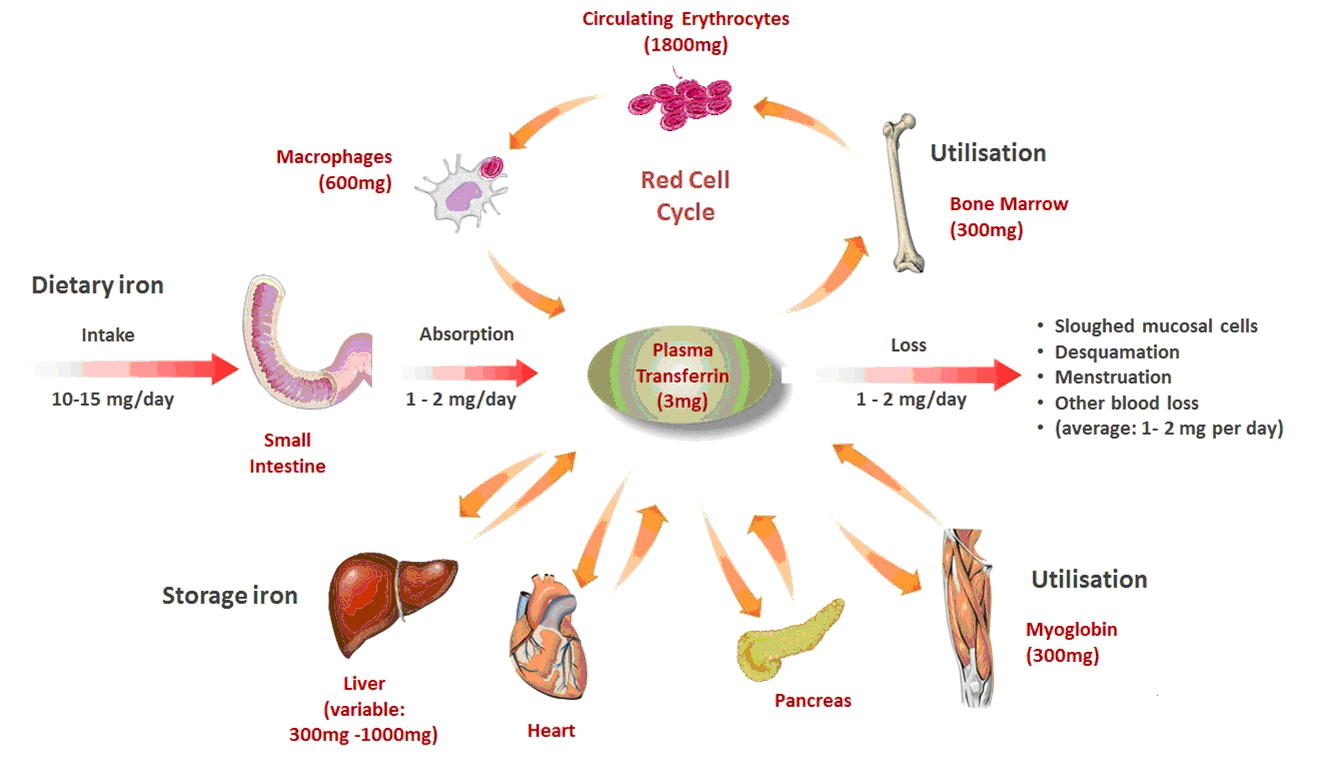 Circulating Erythrocytes
(1800mg)
Macrophages
(600mg)
Red Cell
Cycle
Utilisation
Bone Marrow
(300mg)
Dietary iron
Intake
10-15 mg/day
Small
Intestine
Absorption
1 - 2 mg/day
Plasma
Transferrin
(3mg)
Loss
1 - 2 mg/day
• Sloughed mucosal cells
• Desquamation
• Menstruation
• Other blood loss
• (average: 1- 2 mg per day)
Storage iron
Liver
(variable:
300mg -1000mg)
Heart
Pancreas
Utilisation
Myoglobin
(300mg)